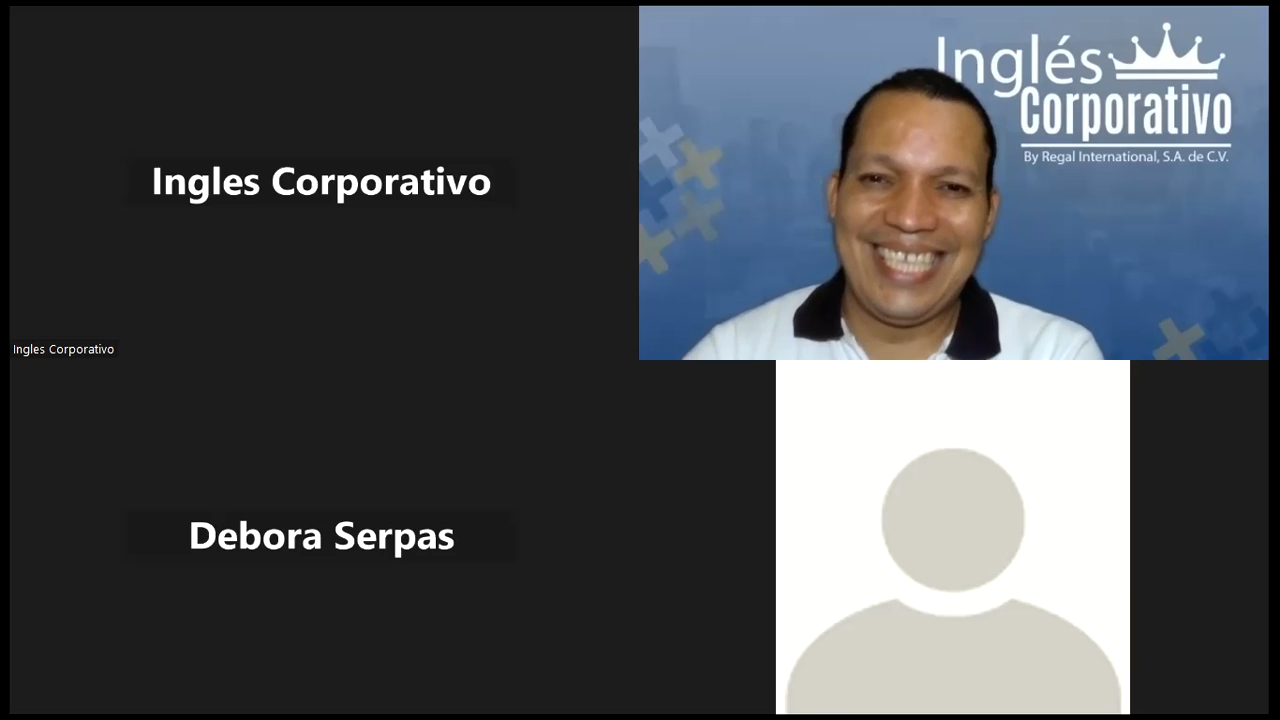 Ingles Corporativo
Inglés
Corporativo
By Regal International, S.A. de C.V.
Ingles Corporativo
Debora Serpas